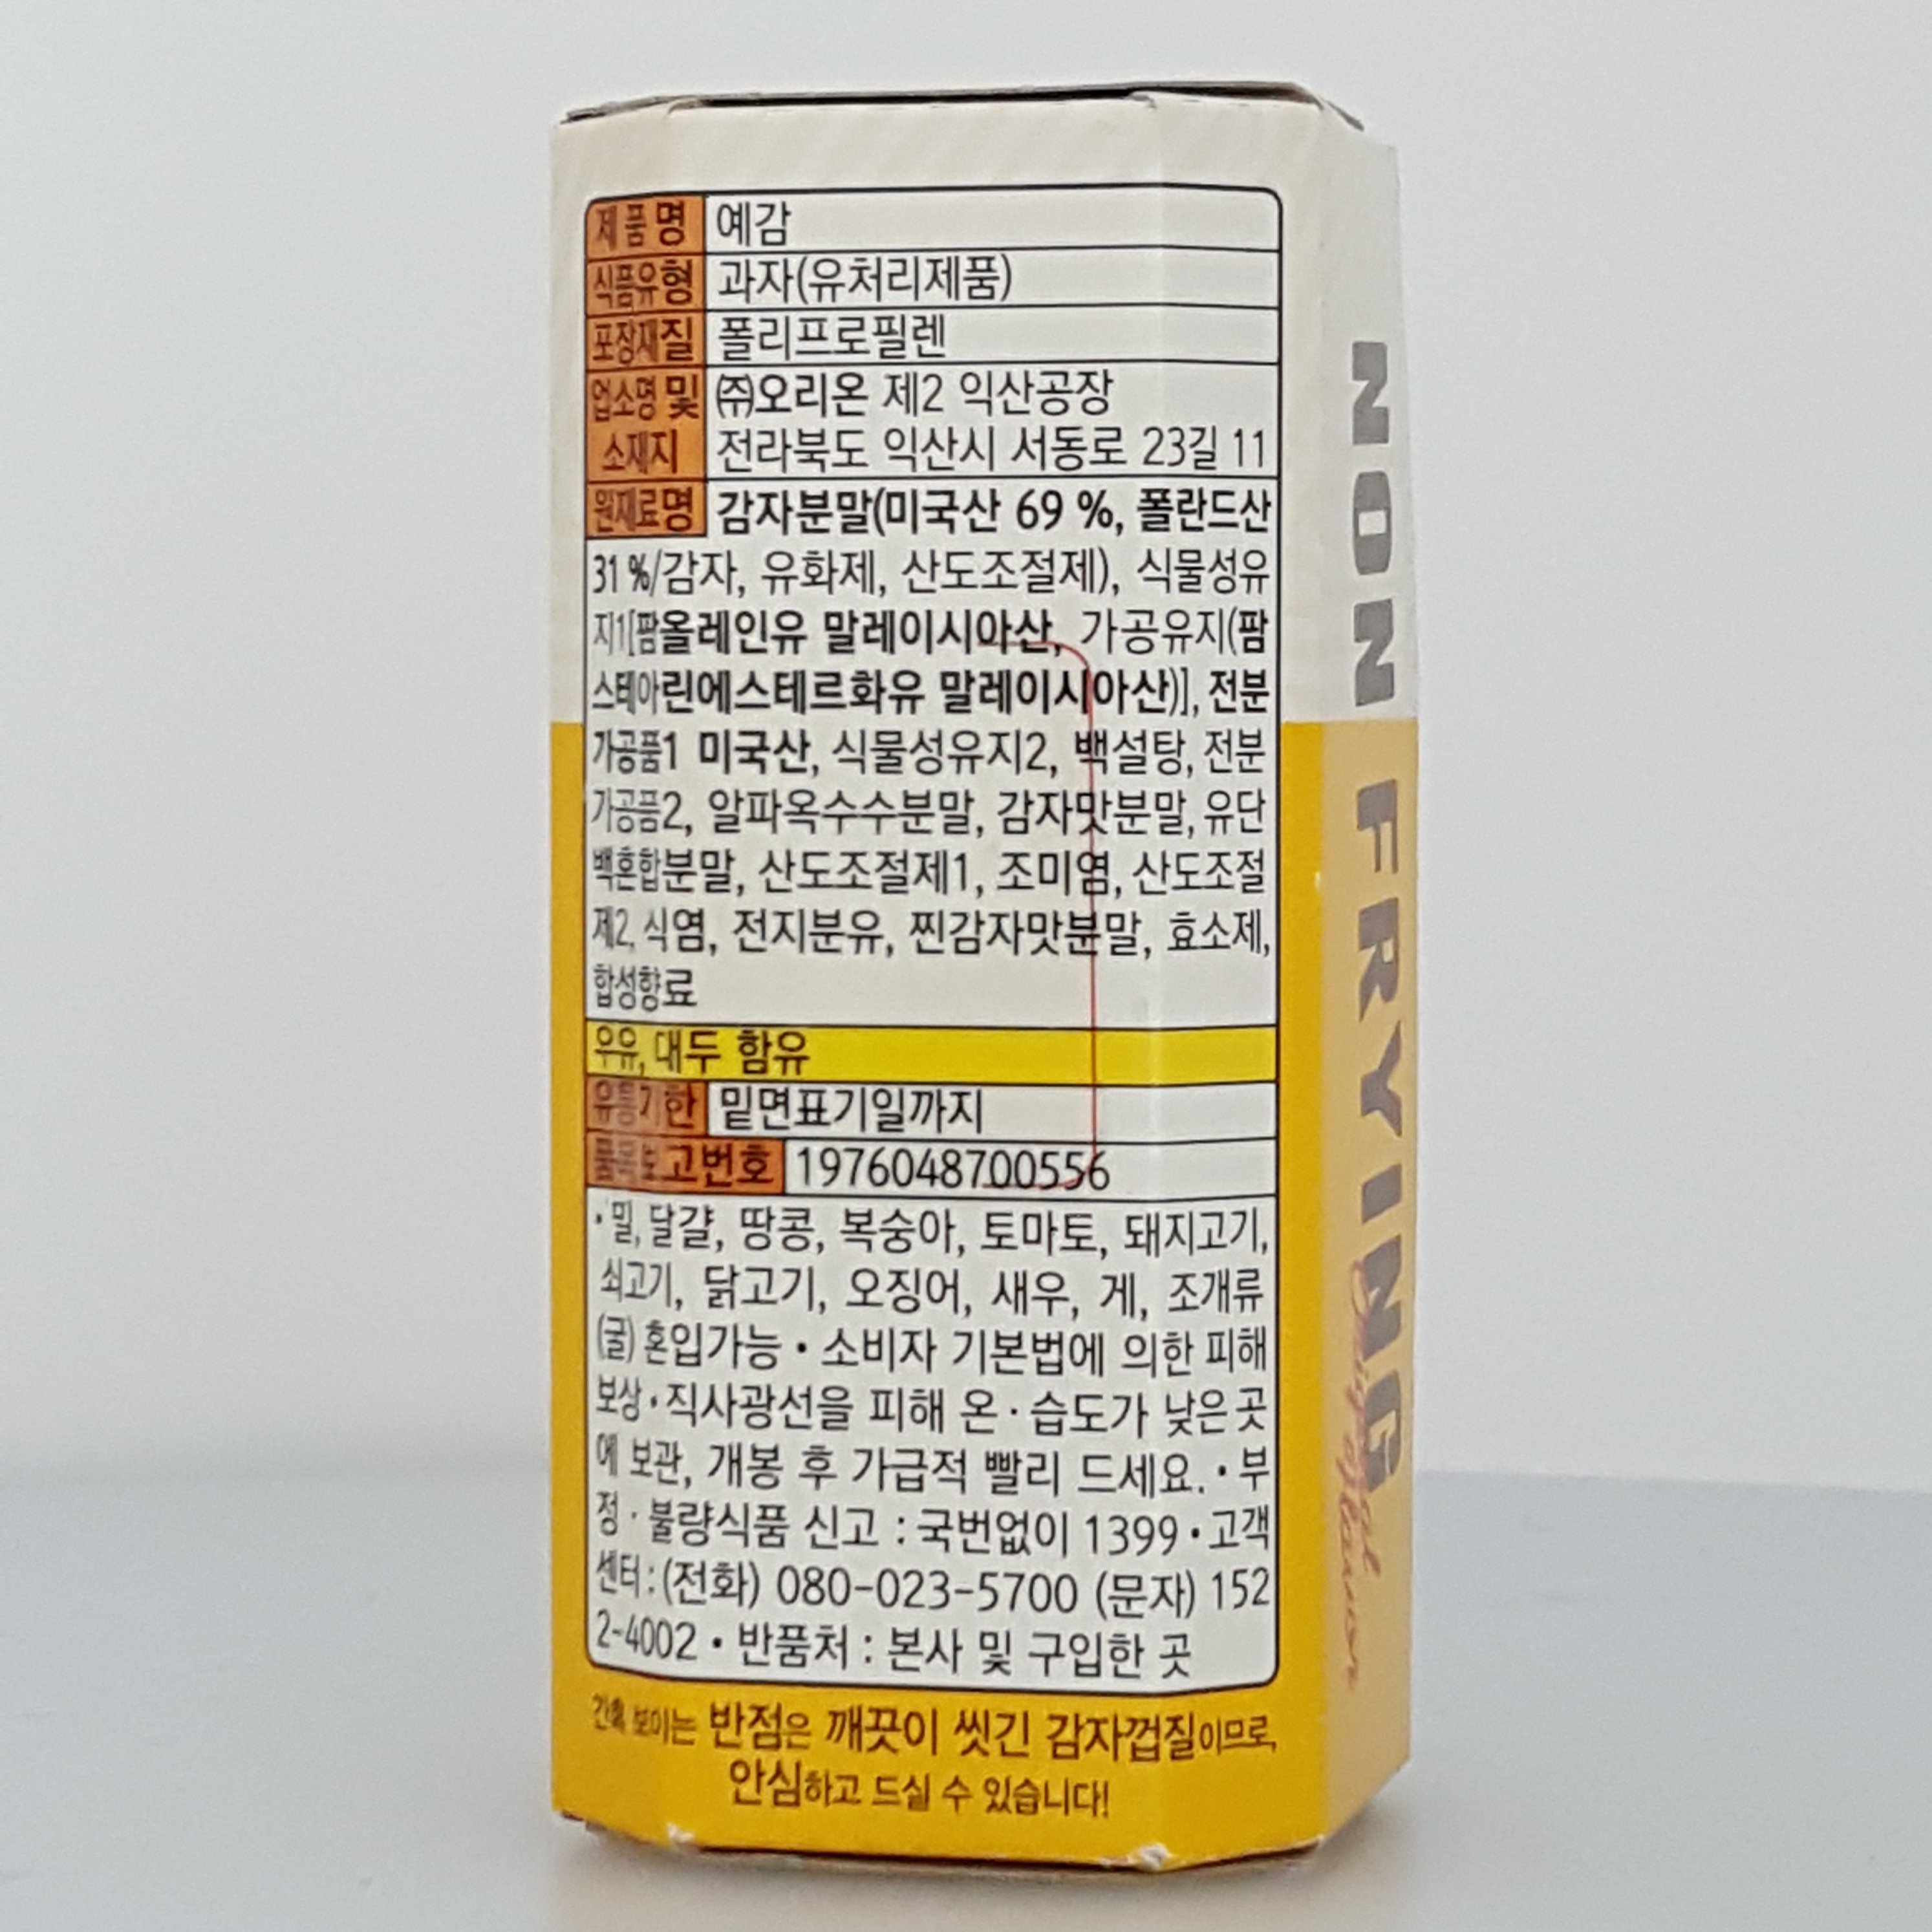 제품명 예감
식품유형 과자(유처리제품)
포장재질 폴리프로필렌
업소명 및 ㈜오리온 제2 익산공장
소재지 전라북도 익산시 서동로 23길 11
원재료명 감자분말(미국산 69 %, 폴란드산
31 %/감자, 유화제, 산도조절제), 식물성유
지1[팜올레인유 말레이시아산, 가공유지(팜
스테아린에스테르화유 말레이시아산)], 전분
가공품1 미국산, 식물성유지2, 백설탕, 전분
가공품2, 알파옥수수분말, 감자맛분말, 유단
백혼합분말, 산도조절제1, 조미염, 산도조절
제2, 식염, 전지분유, 찐감자맛분말, 효소제,
합성향료
우유, 대두 함유
유통기한 밑면표기일까지
품목보고번호 1976048700556
·밀, 달걀, 땅콩, 복숭아, 토마토, 돼지고기,
쇠고기, 닭고기, 오징어, 새우, 게, 조개류
(굴) 혼입가능 • 소비자 기본법에 의한 피해
보상 • 직사광선을 피해 온·습도가 낮은 곳
에 보관, 개봉 후 가급적 빨리 드세요. • 부
정·불량식품 신고 : 국번없이 1399 • 고객
센터 : (전화) 080-023-5700 (문자) 152
2-4002 • 반품처 : 본사 및 구입한 곳
간혹 보이는 반점은 깨끗이 씻긴 감자껍질이므로,
안심하고 드실 수 있습니다!
NON FRYING
Original
flavour